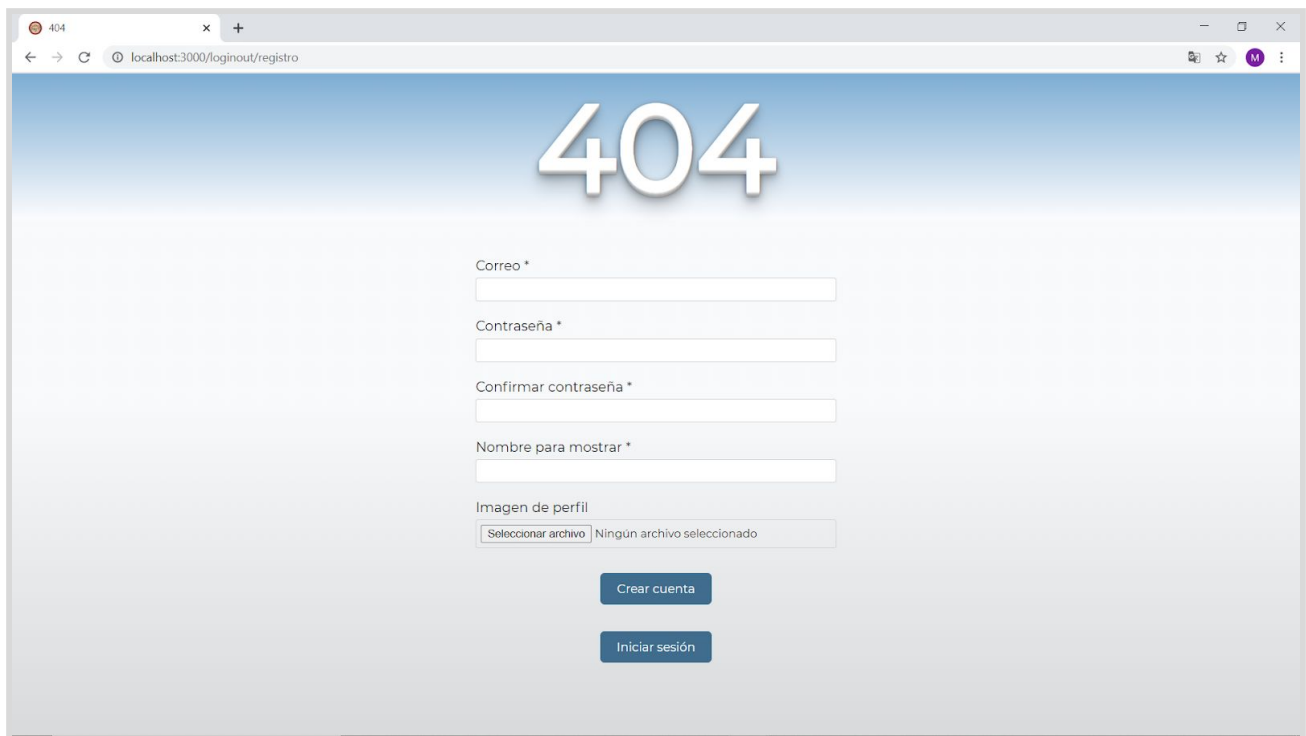 404
localhost:3000/loginout/registro
M
404
Correo *
Contraseña *
Confirmar contraseña *
Nombre para mostrar *
Imagen de perfil
Seleccionar archivo Ningún archivo seleccionado
Crear cuenta
Iniciar sesión